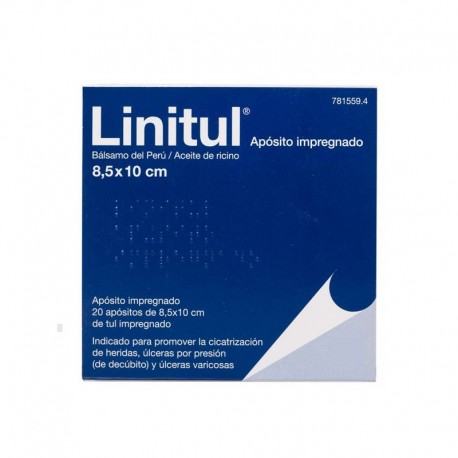 781559.4
Linitul® Apósito impregnado
Bálsamo del Perú / Aceite de ricino
8,5x10 cm
Apósito impregnado
20 apósitos de 8,5x10 cm
de tul impregnado
Indicado para promover la cicatrización
de heridas, úlceras por presión
(de decúbito) y úlceras varicosas